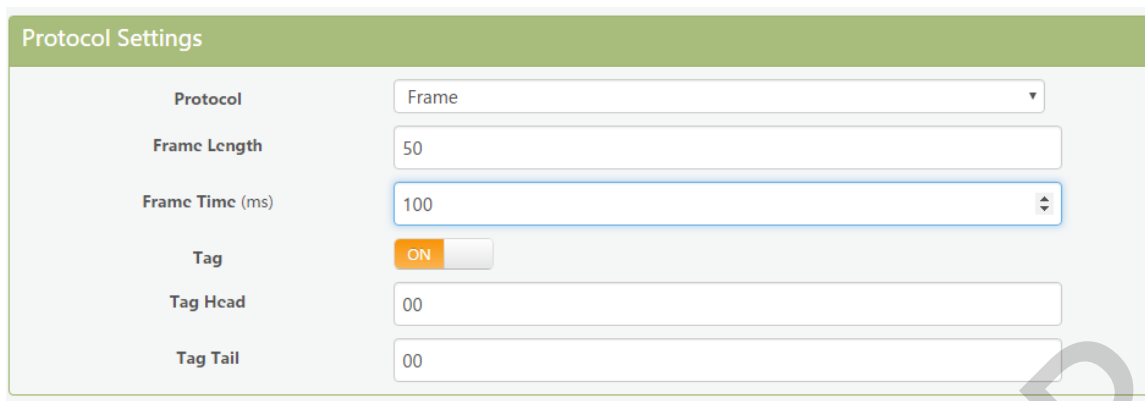 Protocol Settings
Protocol Frame
Frame Length 50
Frame Time (ms) 100
Tag ON
Tag Head 00
Tag Tail 00